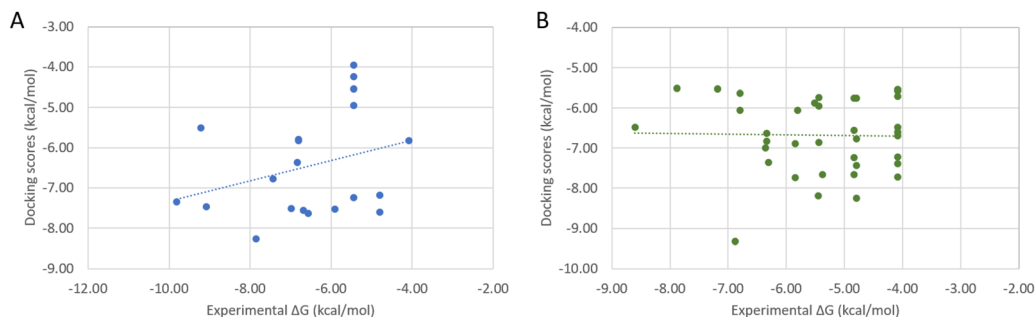 A
B
Docking scores (kcal/mol)
-3.00
-4.00
-5.00
-6.00
-7.00
-8.00
-9.00
-12.00 -10.00 -8.00 -6.00 -4.00 -2.00
Experimental ΔG (kcal/mol)
Docking scores (kcal/mol)
-4.00
-5.00
-6.00
-7.00
-8.00
-9.00
-10.00
-9.00 -8.00 -7.00 -6.00 -5.00 -4.00 -3.00 -2.00
Experimental ΔG (kcal/mol)